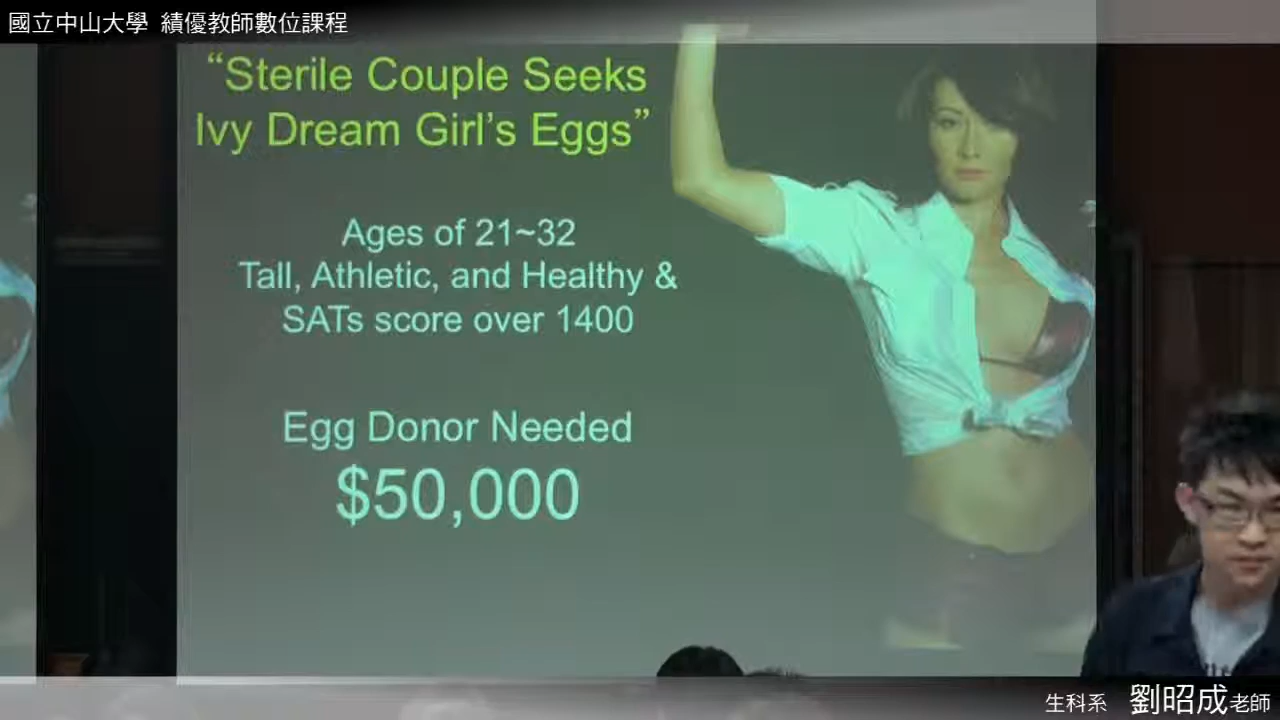 國立中山大學 績優教師數位課程
“Sterile Couple Seeks
Ivy Dream Girl’s Eggs”
Ages of 21~32
Tall, Athletic, and Healthy &
SATs score over 1400
Egg Donor Needed
$50,000
生科系 劉昭成老師